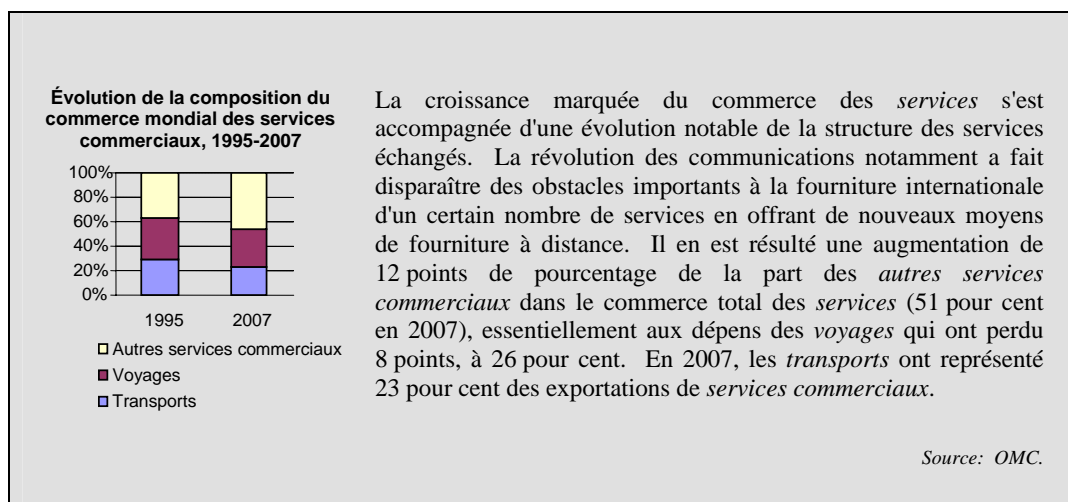 Évolution de la composition du
commerce mondial des services
commerciaux, 1995-2007
100%
80%
60%
40%
20%
0%
1995 2007
Autres services commerciaux
Voyages
Transports
La croissance marquée du commerce des services s'est
accompagnée d'une évolution notable de la structure des services
échangés. La révolution des communications notamment a fait
disparaître des obstacles importants à la fourniture internationale
d'un certain nombre de services en offrant de nouveaux moyens
de fourniture à distance. Il en est résulté une augmentation de
12 points de pourcentage de la part des autres services
commerciaux dans le commerce total des services (51 pour cent
en 2007), essentiellement aux dépens des voyages qui ont perdu
8 points, à 26 pour cent. En 2007, les transports ont représenté
23 pour cent des exportations de services commerciaux.
Source: OMC.